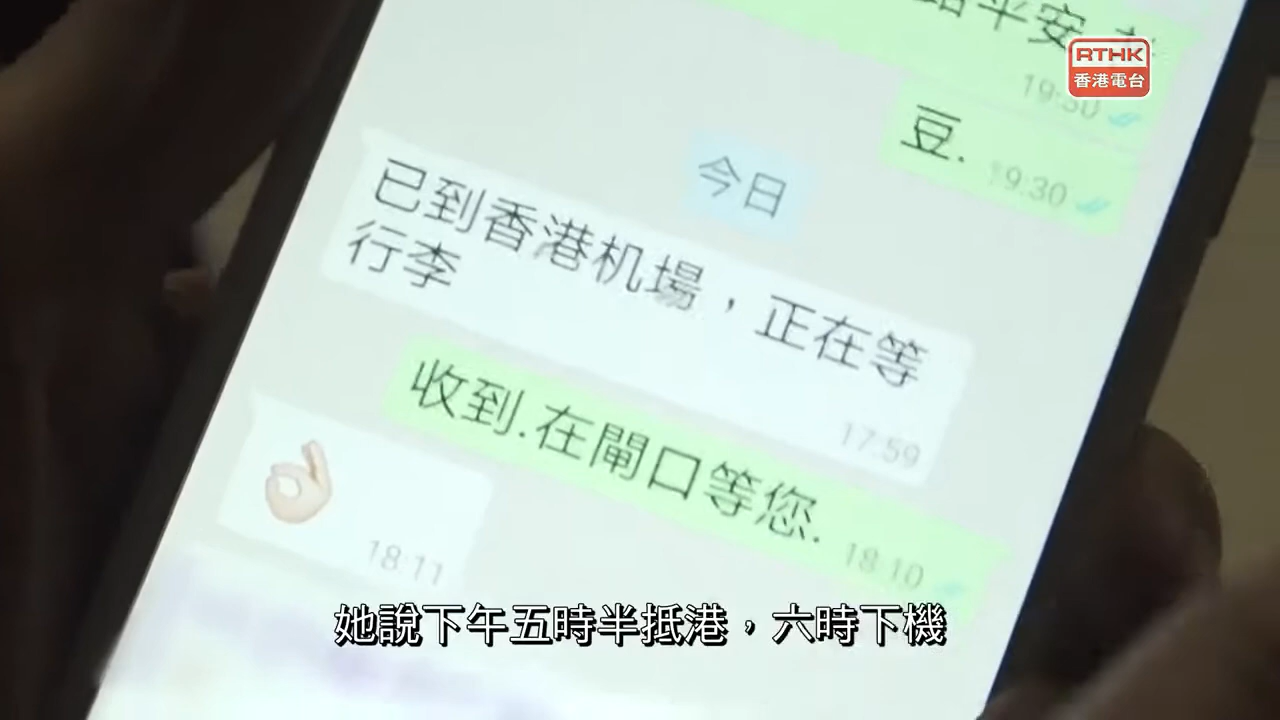 平安
RTHK
香港電台
19:30
豆. 19:30
今日
已到香港机場，正在等
行李
17:59
收到.在閘口等您. 18:10
18:11
她說下午五時半抵港，六時下機